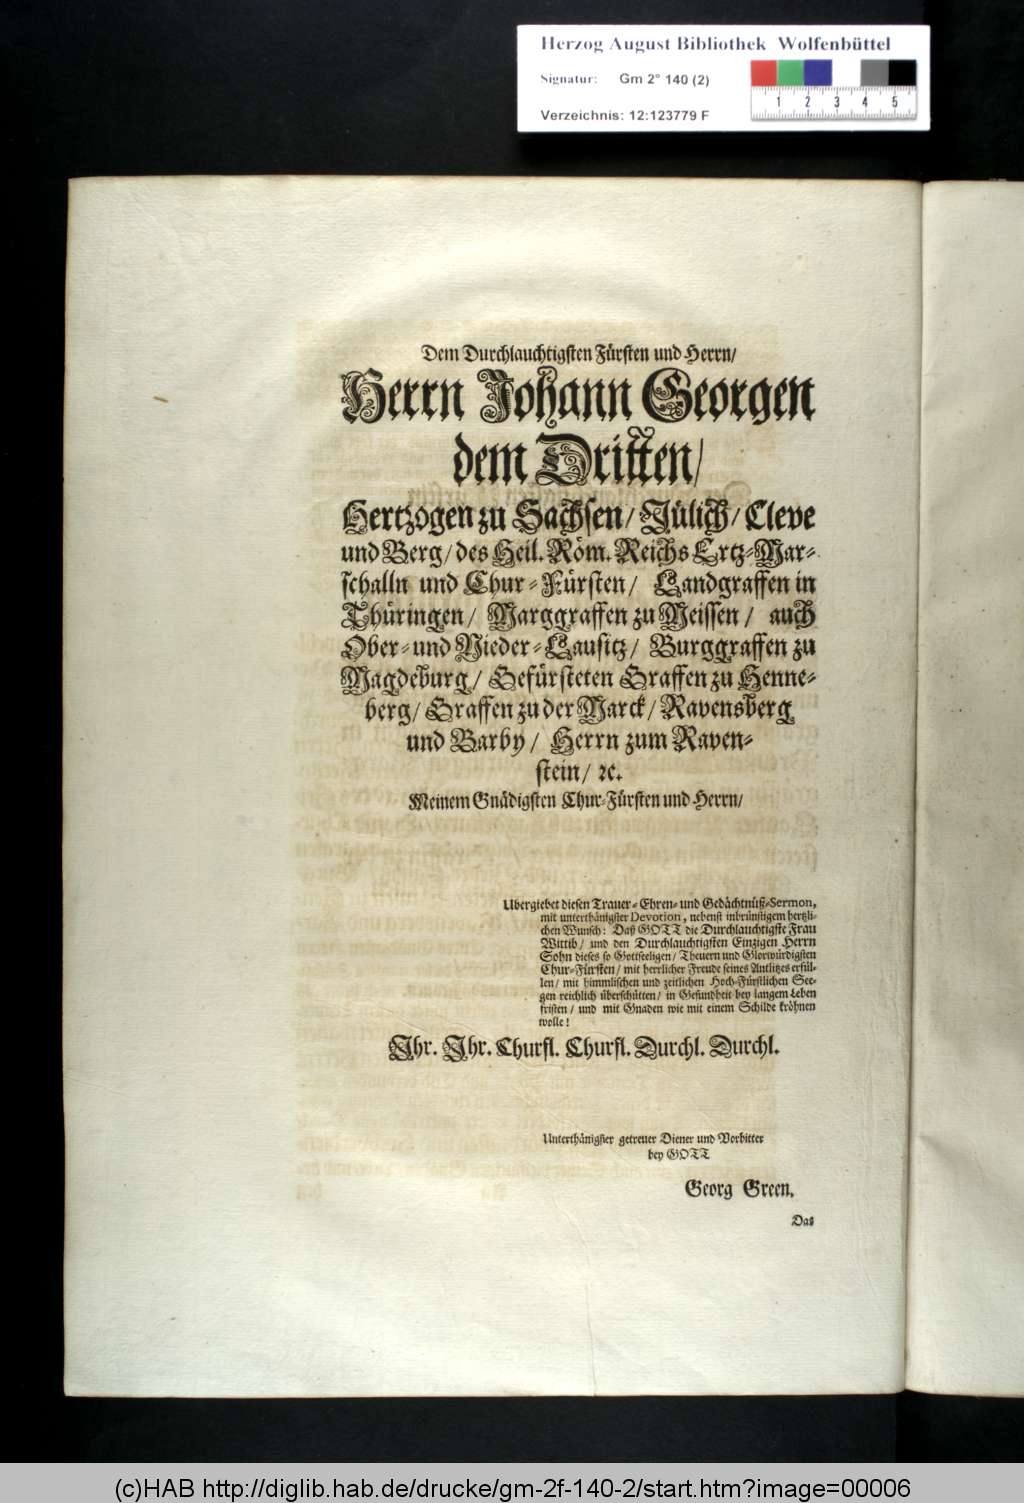 Herzog August Bibliothek Wolfenbüttel
Signatur: Gm 2° 140 (2)
Verzeichnis: 12:123779 F
1 2 3 4 5
Dem Durchlauchtigsten Fürsten und Herrn/
Herrn Johann Georgen
dem Dritten/
Hertzogen zu Sachsen/ Jülich/ Cleve
und Berg/ des Heil. Röm. Reichs Ertz-Mar-
schalln und Chur-Fürsten/ Landgraffen in
Thüringen/ Marggraffen zu Meissen/ auch
Ober- und Nieder-Lausitz/ Burggraffen zu
Magdeburg/ Gefürsteten Graffen zu Henne-
berg/ Graffen zu der Marck/ Ravensberg
und Barby/ Herrn zum Raven-
stein/ ꝛc.
Meinem Gnädigsten Chur-Fürsten und Herrn/
Ubergiebet diesen Trauer- Ehren- und Gedächtnüß-Sermon,
mit unterthänigster Devotion, nebenst inbrünstigem hertzli-
chen Wunsch: Daß GOTT die Durchlauchtigste Frau
Wittib/ und den Durchlauchtigsten Einzigen Herrn
Sohn dieses so Gottseeligen/ Theuern und Glorwürdigsten
Chur-Fürsten/ mit herrlicher Freude seines Antlitzes erfül-
len/ mit himmlischen und zeitlichen Hoch-Fürstlichen See-
gen reichlich überschütten/ in Gesundheit bey langem Leben
fristen/ und mit Gnaden wie mit einem Schilde kröhnen
wolle!
Ihr. Ihr. Churfl. Churfl. Durchl. Durchl.
Unterthänigster getreuer Diener und Vorbitter
bey GOTT
Georg Green.
Das
(c)HAB http://diglib.hab.de/drucke/gm-2f-140-2/start.htm?image=00006